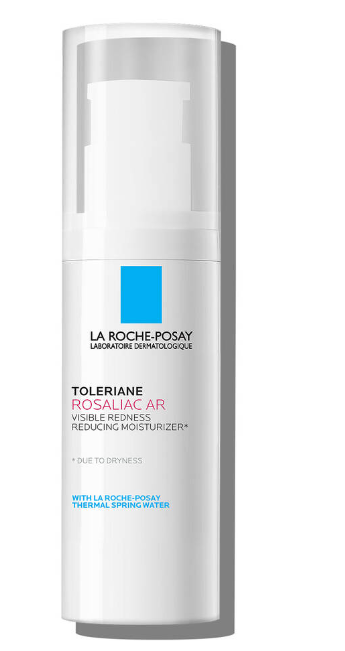 LA ROCHE-POSAY
LABORATOIRE DERMATOLOGIQUE
TOLERIANE
ROSALIAC AR
VISIBLE REDNESS
REDUCING MOISTURIZER*
* DUE TO DRYNESS
WITH LA ROCHE-POSAY
THERMAL SPRING WATER